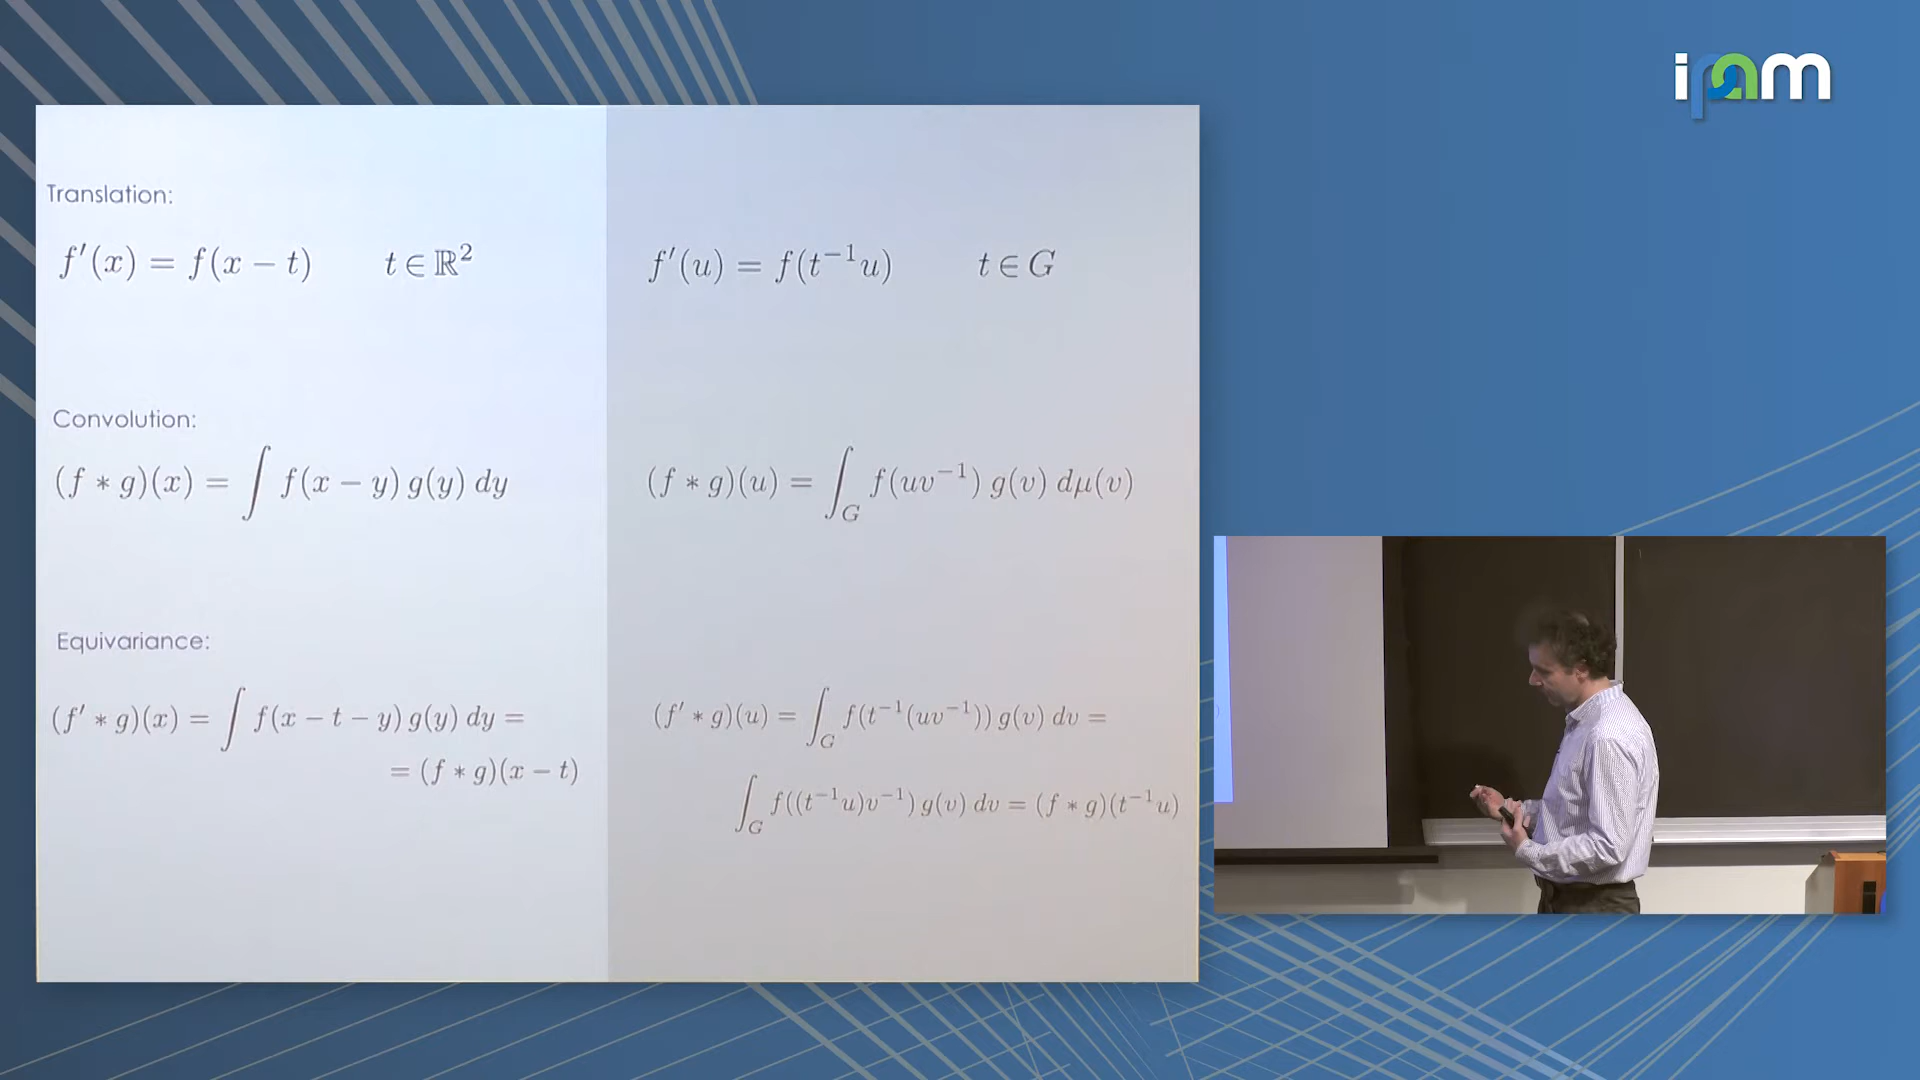 ipam
Translation:
f′(x) = f(x − t)    t ∈ ℝ²
f′(u) = f(t⁻¹u)    t ∈ G
Convolution:
(f ∗ g)(x) = ∫ f(x − y) g(y) dy
(f ∗ g)(u) = ∫_G f(uv⁻¹) g(v) dμ(v)
Equivariance:
(f′ ∗ g)(x) = ∫ f(x − t − y) g(y) dy =
= (f ∗ g)(x − t)
(f′ ∗ g)(u) = ∫_G f(t⁻¹(uv⁻¹)) g(v) dv =
∫_G f((t⁻¹u)v⁻¹) g(v) dv = (f ∗ g)(t⁻¹u)